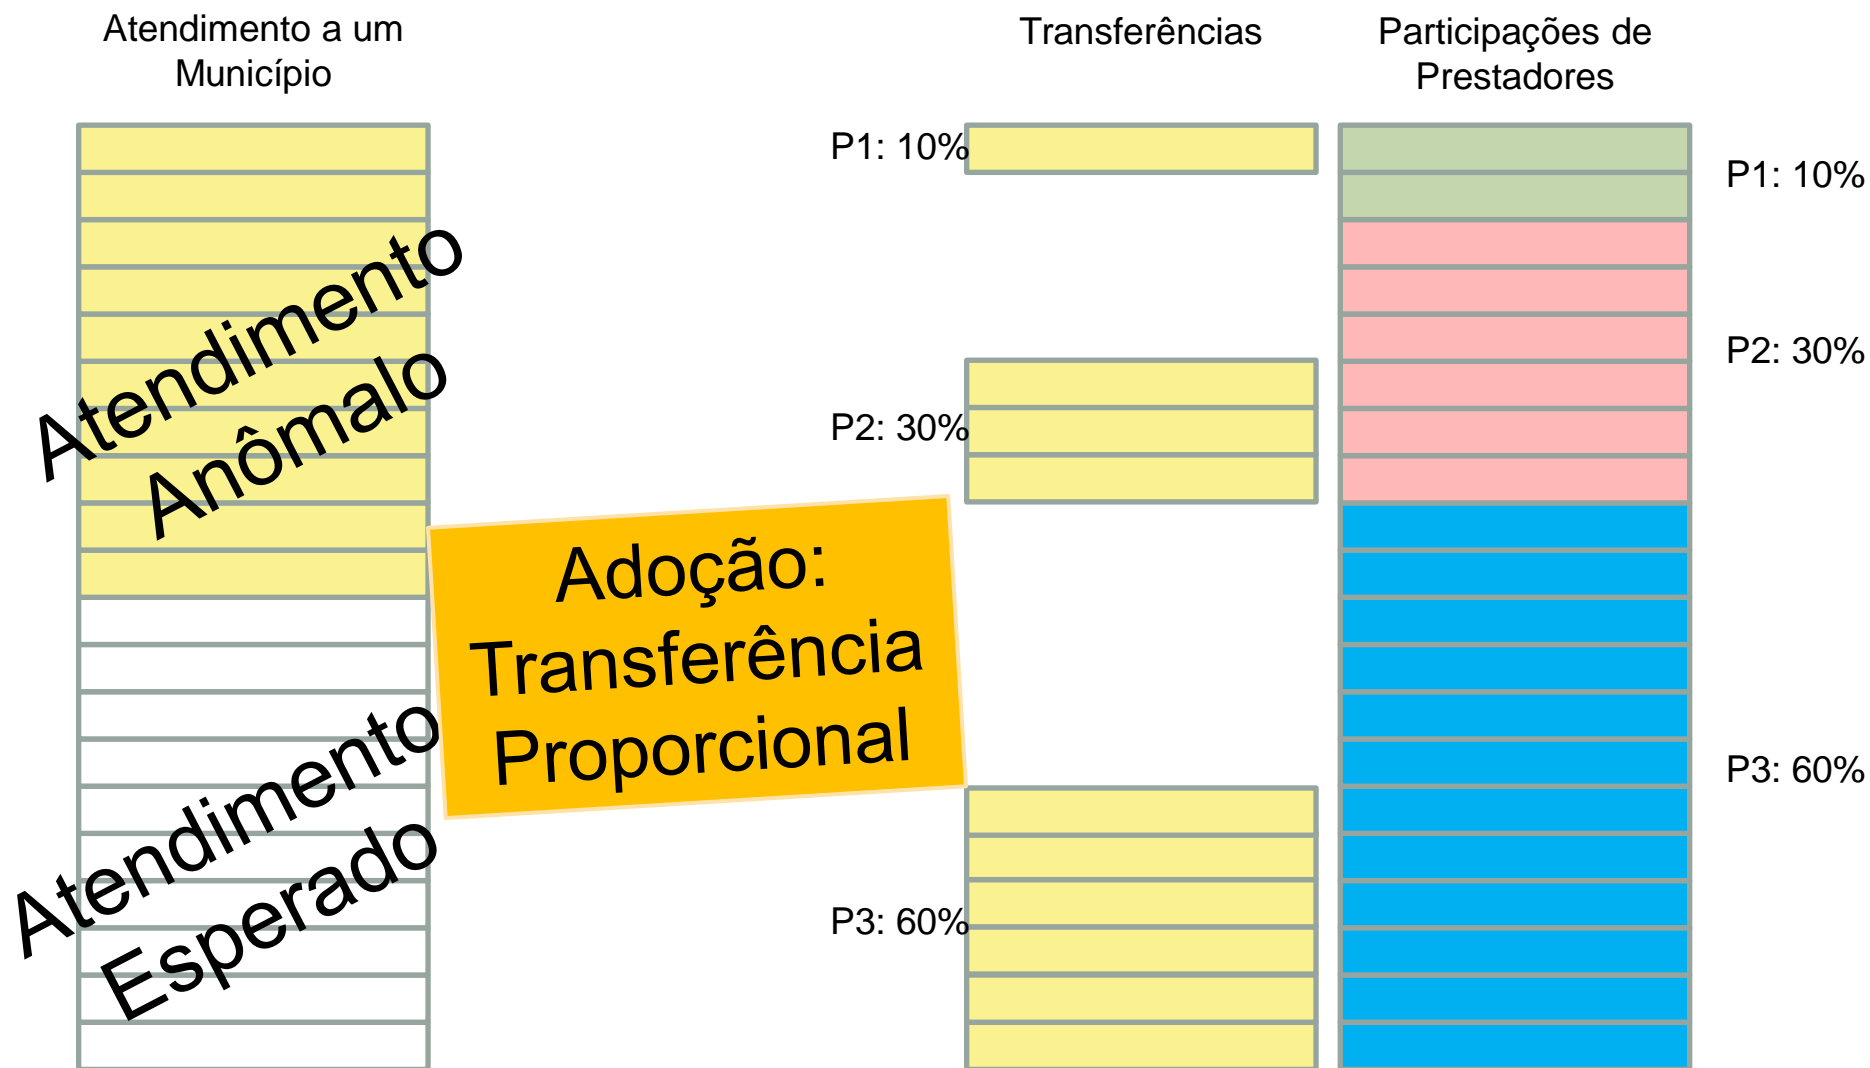 Atendimento a um
Município
Transferências
Participações de
Prestadores
P1: 10%
P1: 10%
P2: 30%
P2: 30%
Atendimento
Anômalo
Adoção:
Transferência
Proporcional
P3: 60%
Atendimento
Esperado
P3: 60%